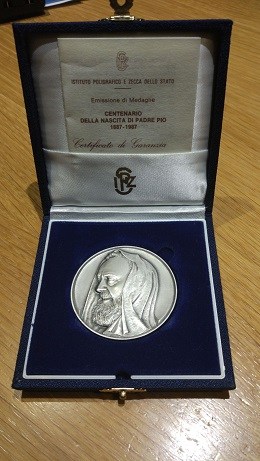 ISTITUTO POLIGRAFICO E ZECCA DELLO STATO
Emissione di Medaglie
CENTENARIO
DELLA NASCITA DI PADRE PIO
1887-1987
Certificato di Garanzia